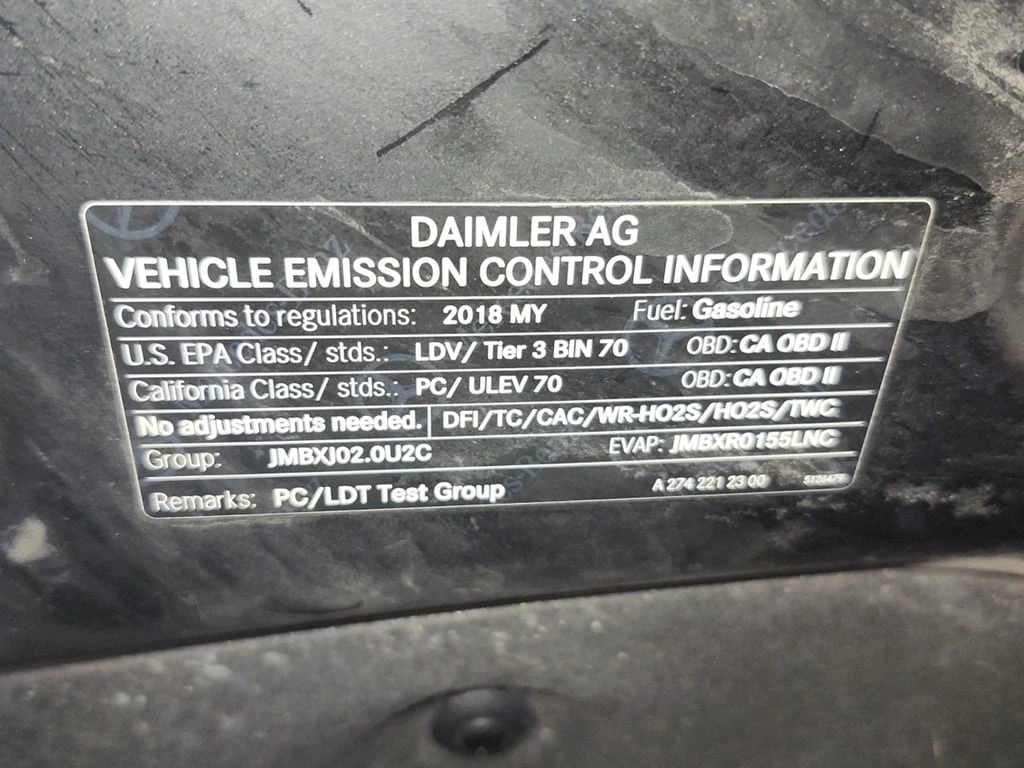 DAIMLER AG
VEHICLE EMISSION CONTROL INFORMATION
Conforms to regulations: 2018 MY Fuel: Gasoline
U.S. EPA Class/ stds.: LDV/ Tier 3 BIN 70 OBD: CA OBD II
California Class/ stds.: PC/ ULEV 70 OBD: CA OBD II
No adjustments needed. DFI/TC/CAC/WR-HO2S/HO2S/TWC
Group: JMBXJ02.0U2C EVAP: JMBXR0155LNC
Remarks: PC/LDT Test Group A 274 221 23 00